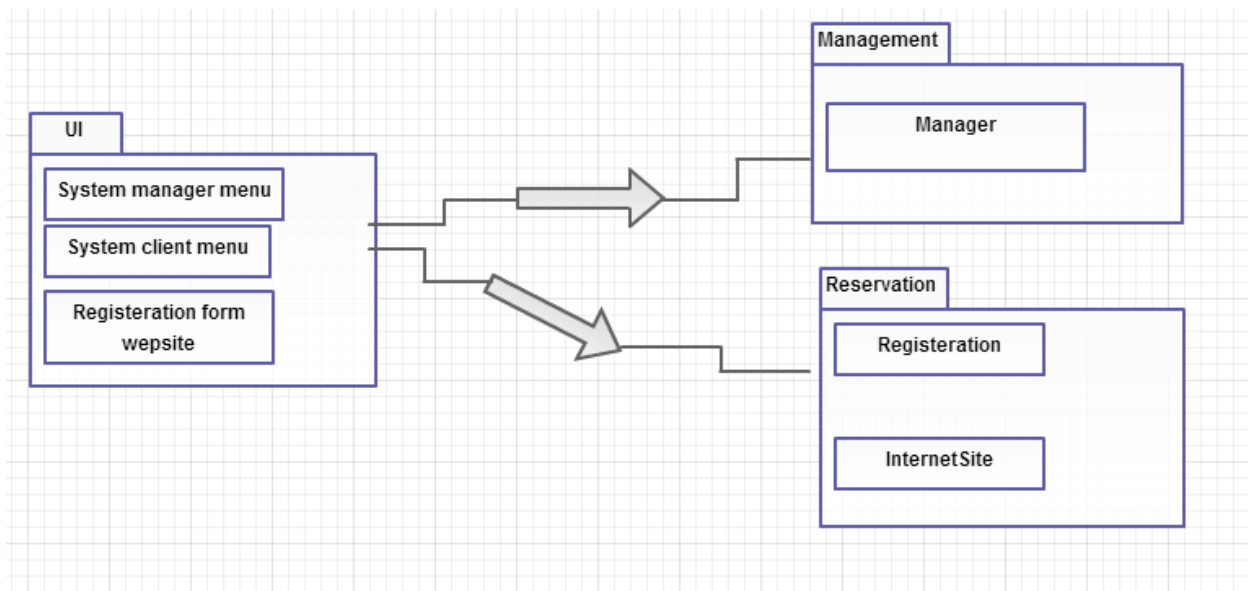 UI
System manager menu
System client menu
Registeration form
wepsite
Management
Manager
Reservation
Registeration
InternetSite